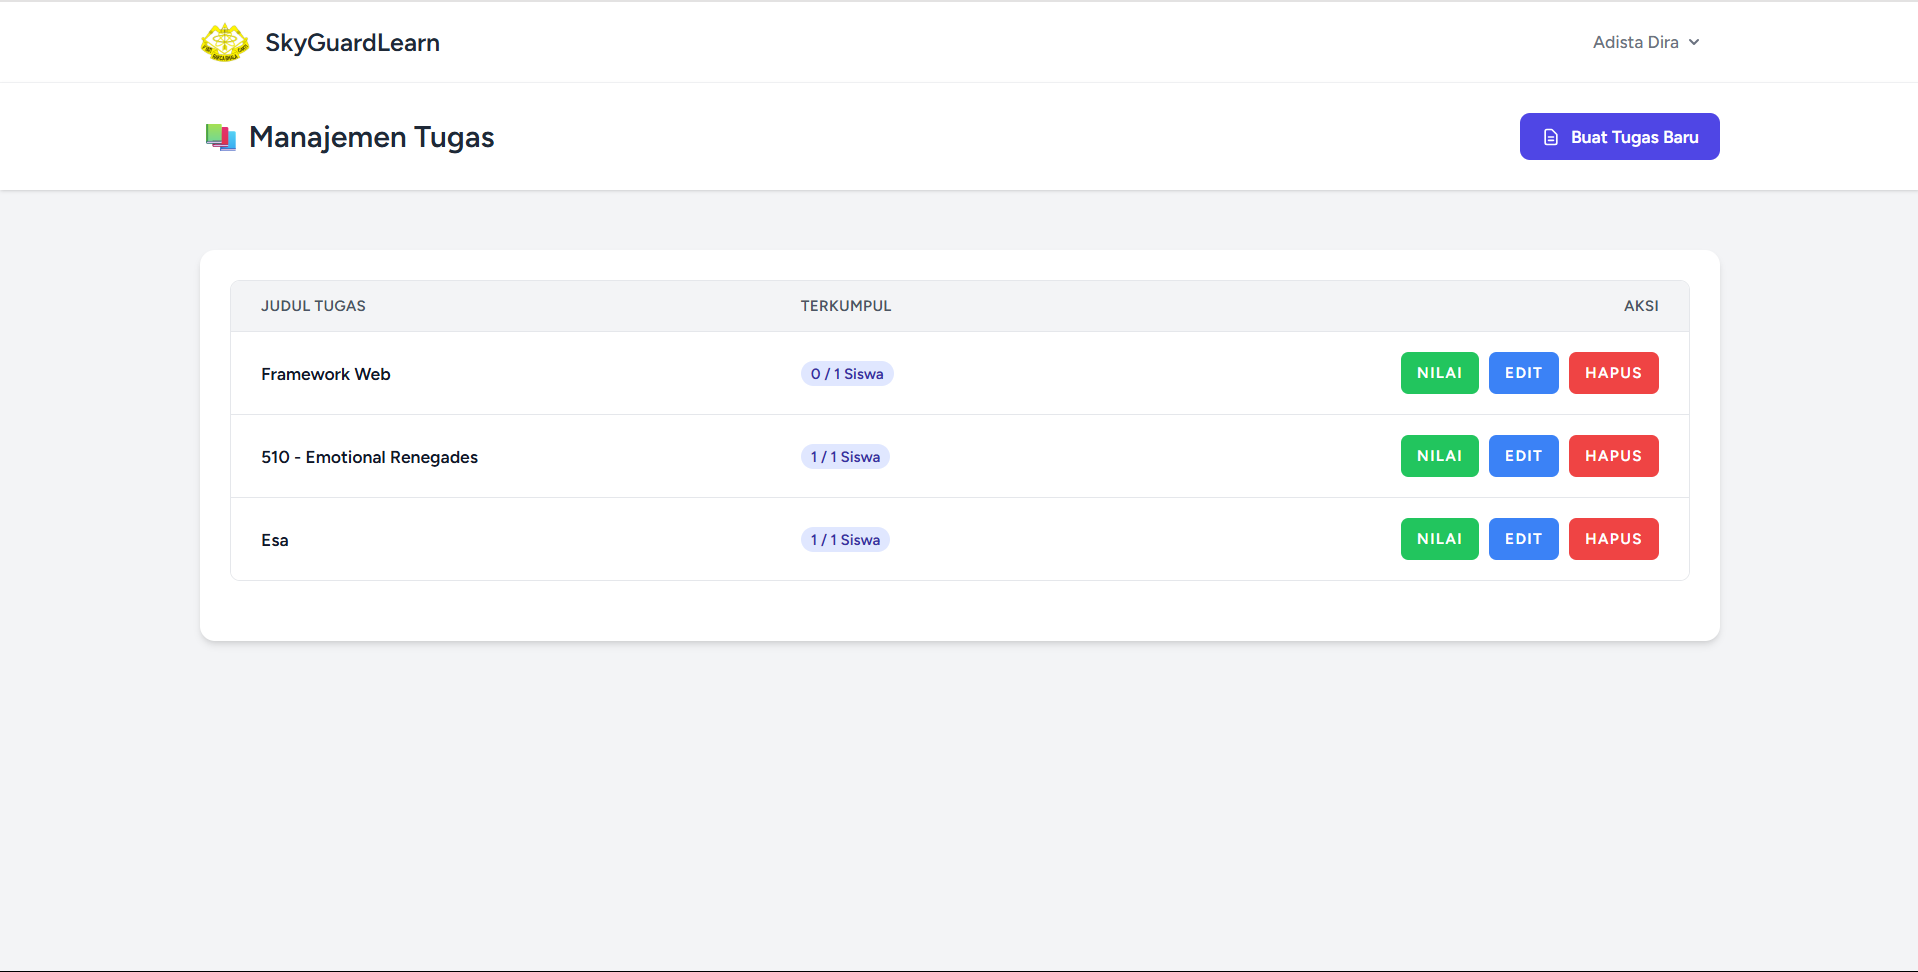 SkyGuardLearn
Adista Dira
Manajemen Tugas
Buat Tugas Baru
JUDUL TUGAS TERKUMPUL AKSI
Framework Web 0 / 1 Siswa NILAI EDIT HAPUS
510 - Emotional Renegades 1 / 1 Siswa NILAI EDIT HAPUS
Esa 1 / 1 Siswa NILAI EDIT HAPUS